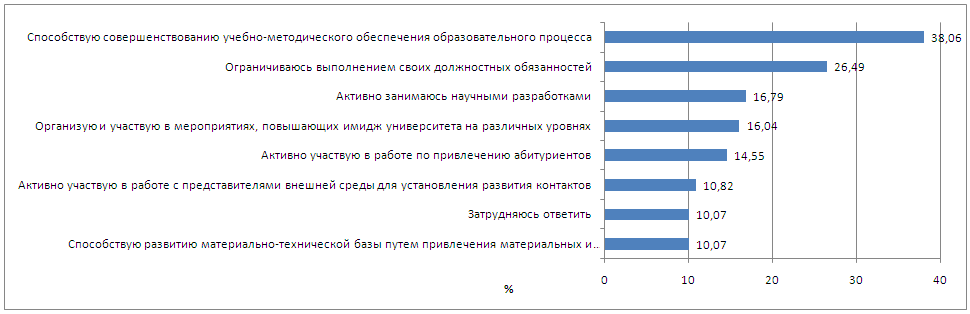 Способствую совершенствованию учебно-методического обеспечения образовательного процесса 38,06
Ограничиваюсь выполнением своих должностных обязанностей 26,49
Активно занимаюсь научными разработками 16,79
Организую и участвую в мероприятиях, повышающих имидж университета на различных уровнях 16,04
Активно участвую в работе по привлечению абитуриентов 14,55
Активно участвую в работе с представителями внешней среды для установления развития контактов 10,82
Затрудняюсь ответить 10,07
Способствую развитию материально-технической базы путем привлечения материальных и… 10,07
0 10 20 30 40
%